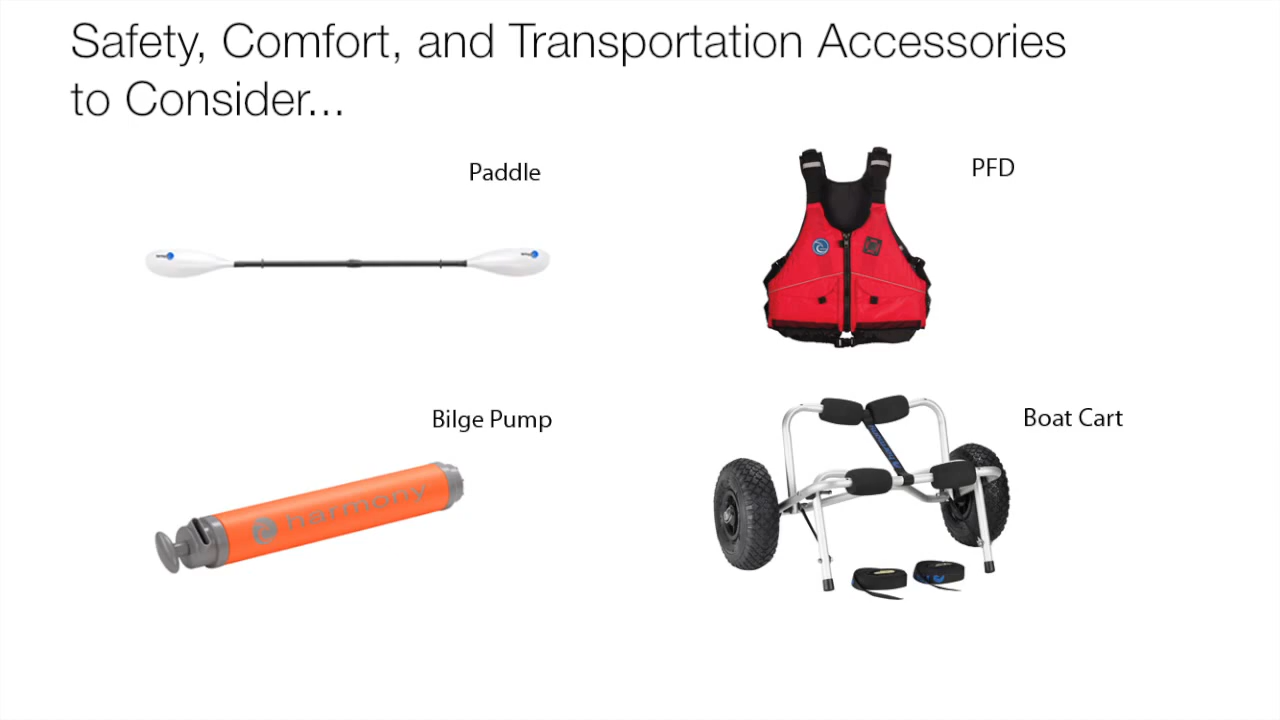 Safety, Comfort, and Transportation Accessories
to Consider...
Paddle
PFD
Bilge Pump
Boat Cart
harmony